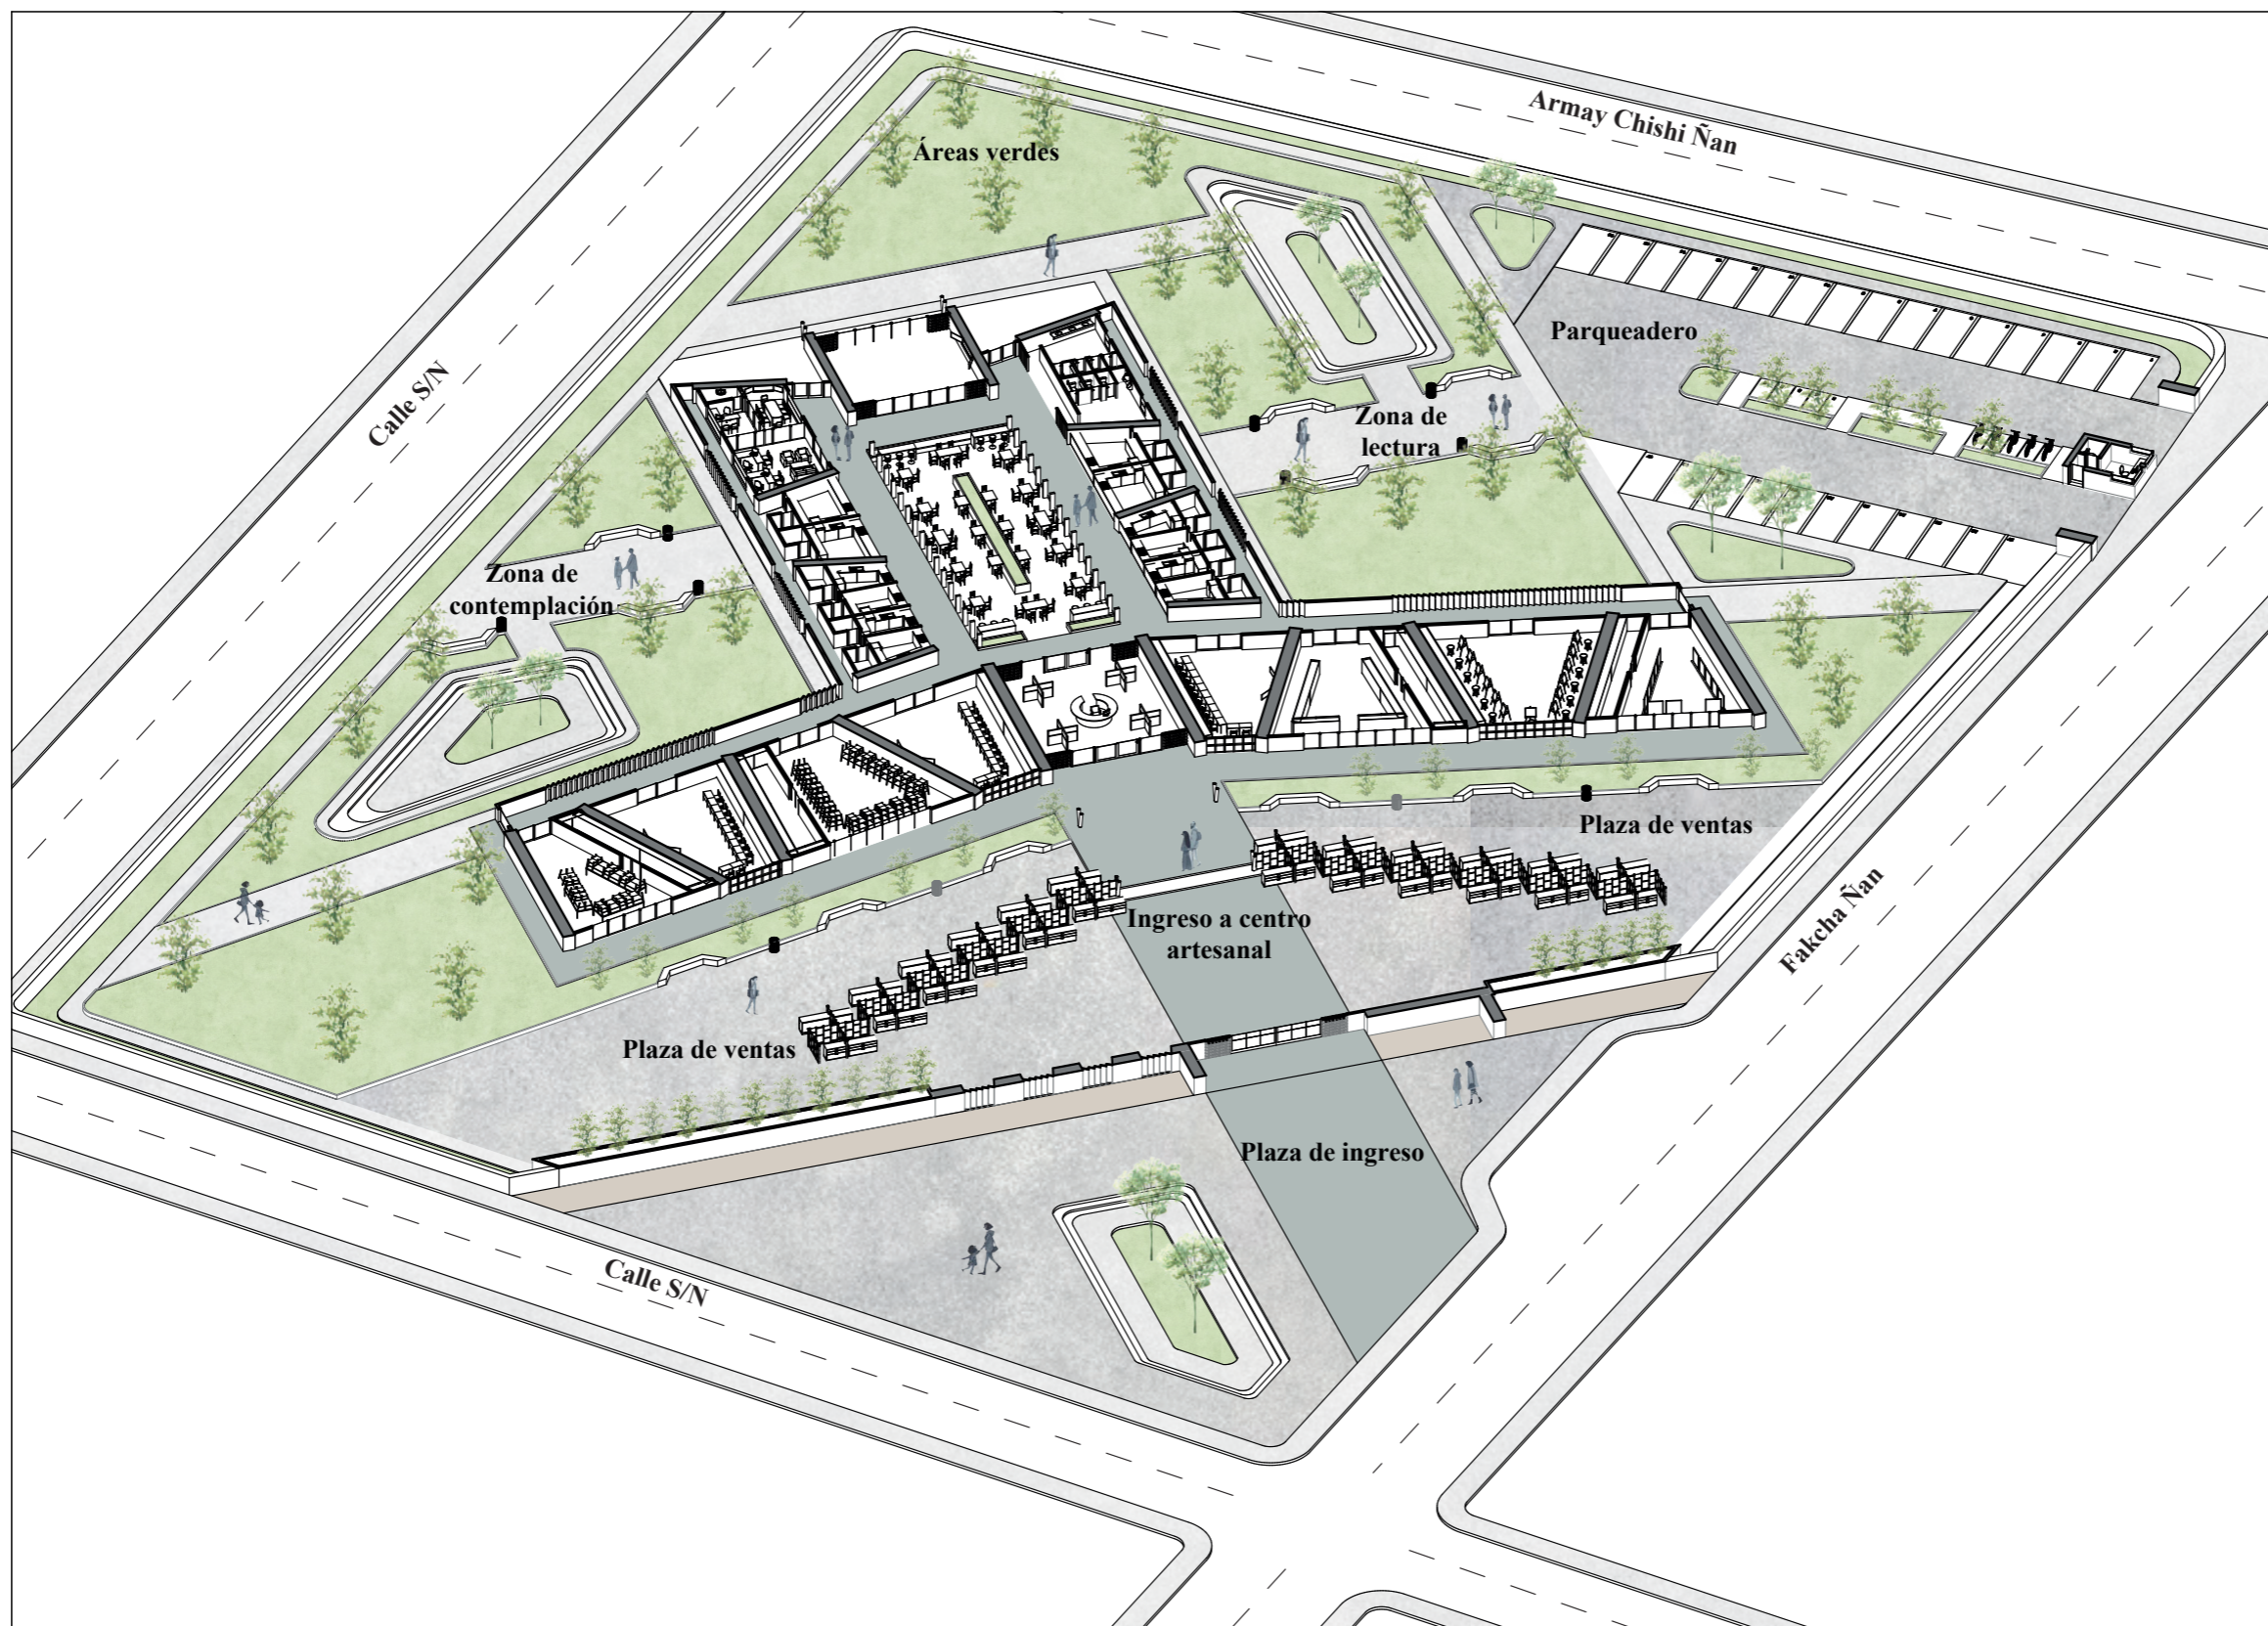 Armay Chishi Ñan
Áreas verdes
Parqueadero
Calle S/N
Zona de
lectura
Zona de
contemplación
Plaza de ventas
Ingreso a centro
artesanal
Fakcha Ñan
Plaza de ventas
Plaza de ingreso
Calle S/N